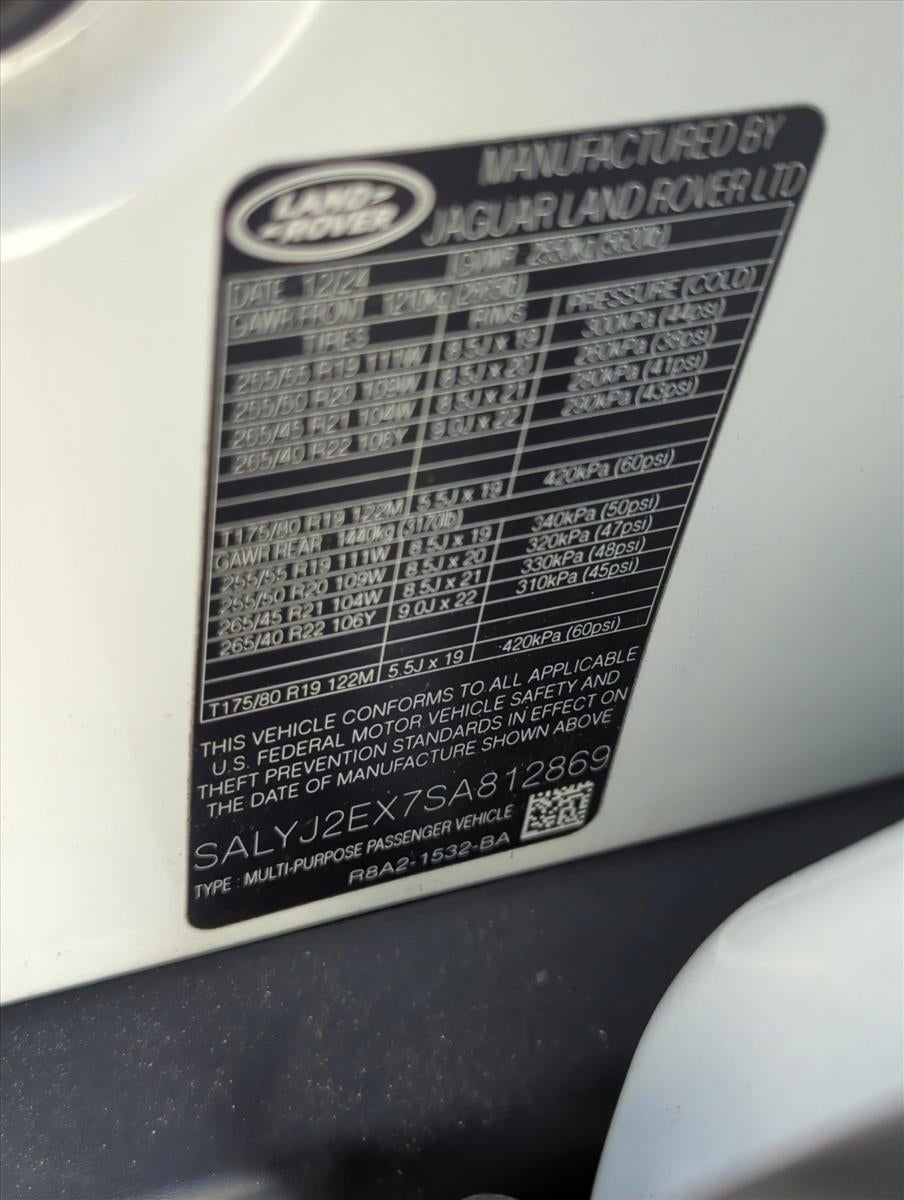 LAND ROVER
MANUFACTURED BY
JAGUAR LAND ROVER LTD
DATE 12/24 GVWR
GAWR FRONT
TIRES RIMS PRESSURE (COLD)
255/55 R19 111W 8.5J x 19 300kPa (44psi)
255/50 R20 109W 8.5J x 20 260kPa (38psi)
265/45 R21 104W 8.5J x 21 280kPa (41psi)
265/40 R22 106Y 9.0J x 22 290kPa (43psi)
T175/80 R19 122M 5.5J x 19 420kPa (60psi)
GAWR REAR 1440kg (3170lb)
255/55 R19 111W 8.5J x 19 340kPa (50psi)
255/50 R20 109W 8.5J x 20 320kPa (47psi)
265/45 R21 104W 8.5J x 21 330kPa (48psi)
265/40 R22 106Y 9.0J x 22 310kPa (45psi)
T175/80 R19 122M 5.5J x 19 420kPa (60psi)
THIS VEHICLE CONFORMS TO ALL APPLICABLE
U.S. FEDERAL MOTOR VEHICLE SAFETY AND
THEFT PREVENTION STANDARDS IN EFFECT ON
THE DATE OF MANUFACTURE SHOWN ABOVE
SALYJ2EX7SA812869
TYPE : MULTI-PURPOSE PASSENGER VEHICLE
R8A2-1532-BA